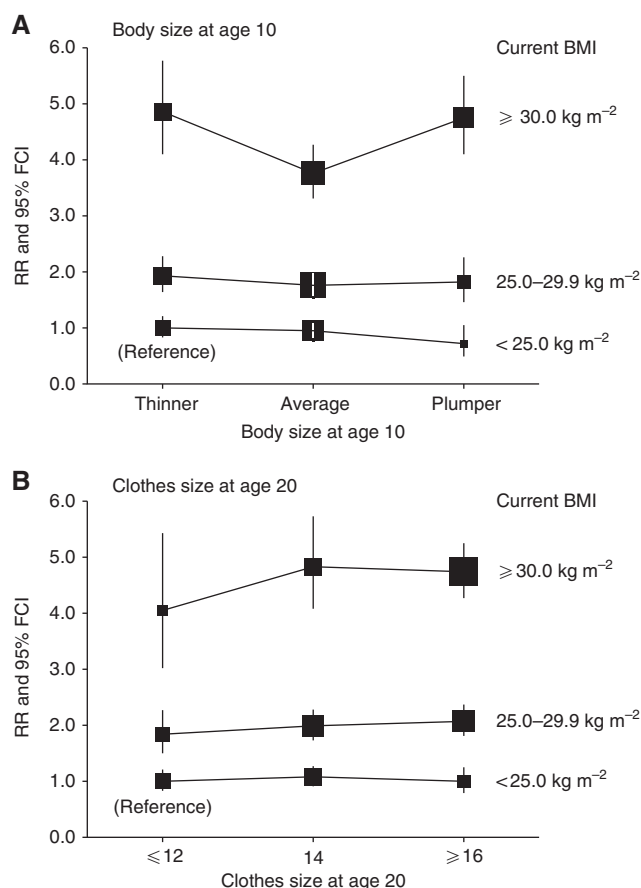 A
Body size at age 10
Current BMI
6.0
5.0
4.0
3.0
2.0
1.0
0.0
RR and 95% FCI
⩾ 30.0 kg m⁻²
25.0–29.9 kg m⁻²
< 25.0 kg m⁻²
(Reference)
Thinner Average Plumper
Body size at age 10
B
Clothes size at age 20
Current BMI
6.0
5.0
4.0
3.0
2.0
1.0
0.0
RR and 95% FCI
⩾ 30.0 kg m⁻²
25.0–29.9 kg m⁻²
<25.0 kg m⁻²
(Reference)
⩽12 14 ⩾16
Clothes size at age 20